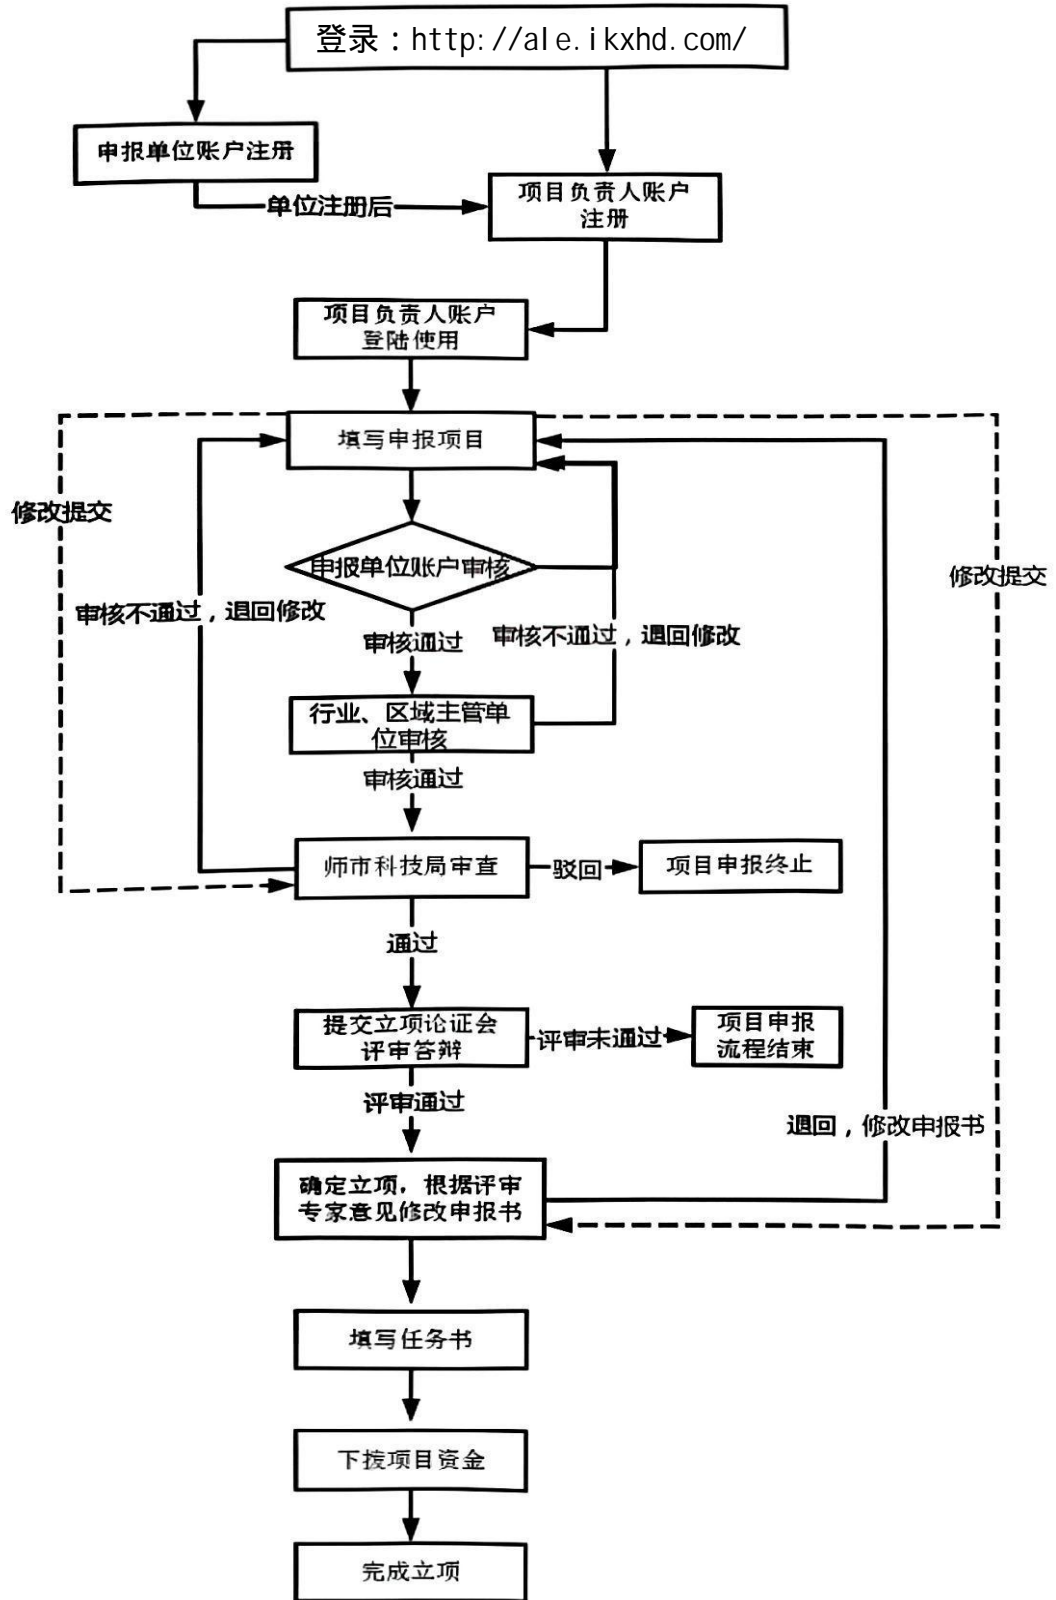 登录：http://ale.ikxhd.com/
申报单位账户注册
项目负责人账户
注册
单位注册后
项目负责人账户
登陆使用
填写申报项目
修改提交
申报单位账户审核
修改提交
审核不通过，退回修改
审核通过
审核不通过，退回修改
行业、区域主管单
位审核
审核通过
师市科技局审查
驳回
项目申报终止
通过
提交立项论证会
评审答辩
评审未通过
项目申报
流程结束
评审通过
退回，修改申报书
确定立项，根据评审
专家意见修改申报书
填写任务书
下拨项目资金
完成立项